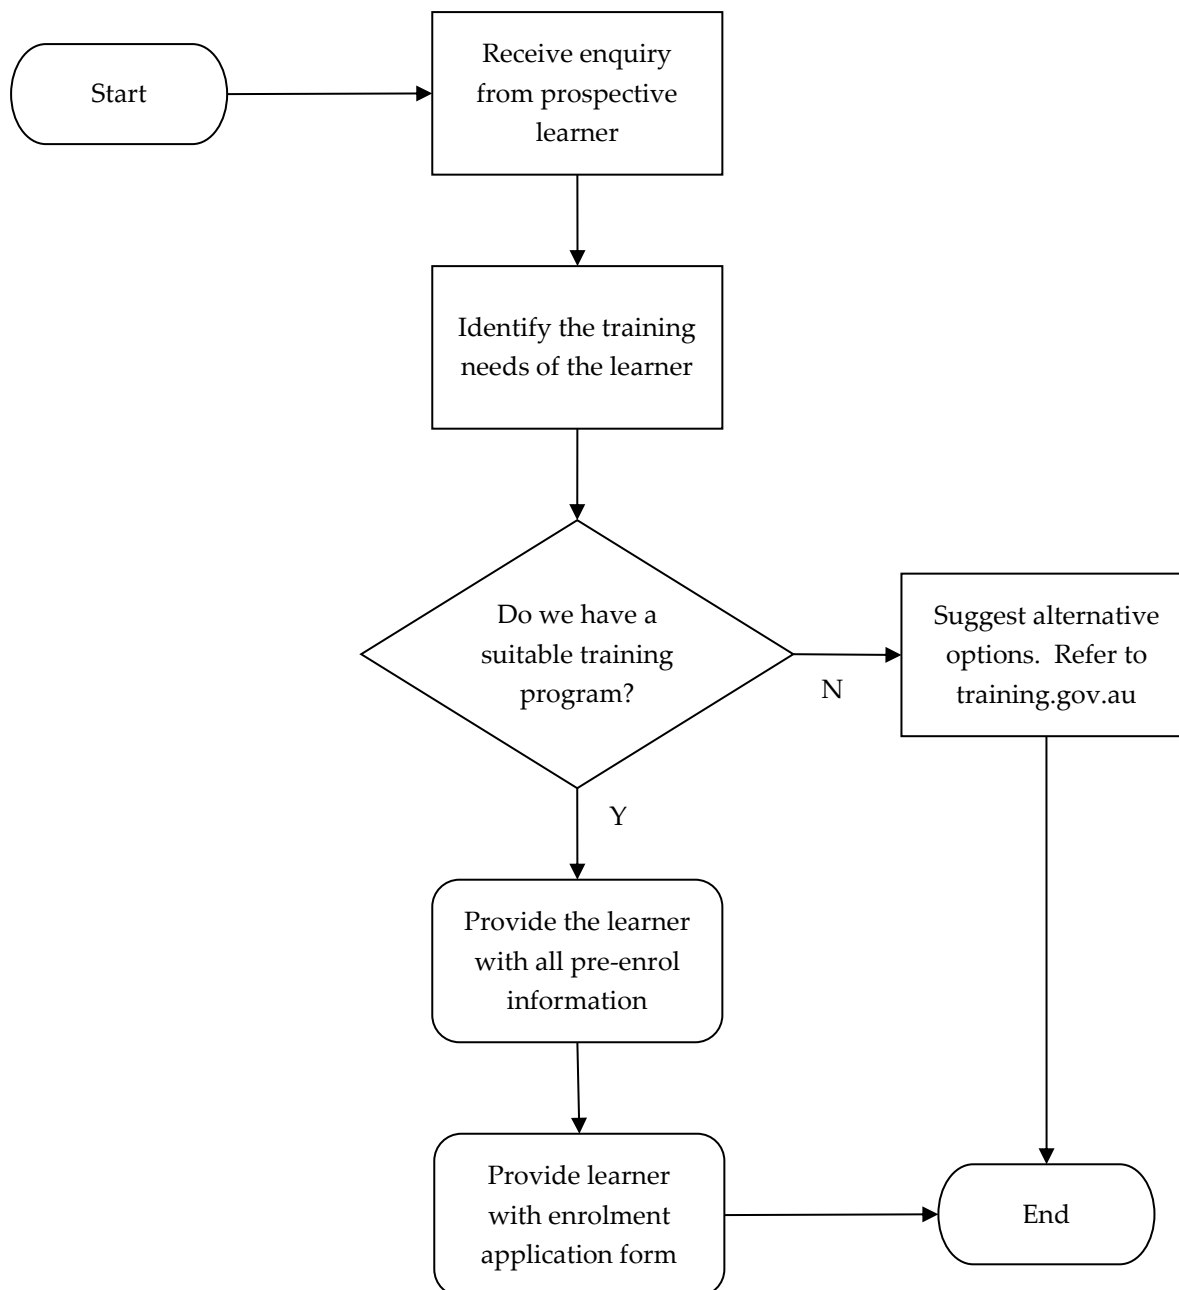 Start
Receive enquiry
from prospective
learner
Identify the training
needs of the learner
Do we have a
suitable training
program?
N
Suggest alternative
options.  Refer to
training.gov.au
Y
Provide the learner
with all pre-enrol
information
Provide learner
with enrolment
application form
End